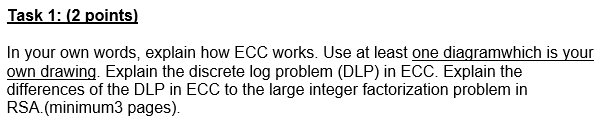 Task 1: (2 points)
In your own words, explain how ECC works. Use at least one diagramwhich is your
own drawing. Explain the discrete log problem (DLP) in ECC. Explain the
differences of the DLP in ECC to the large integer factorization problem in
RSA.(minimum3 pages).